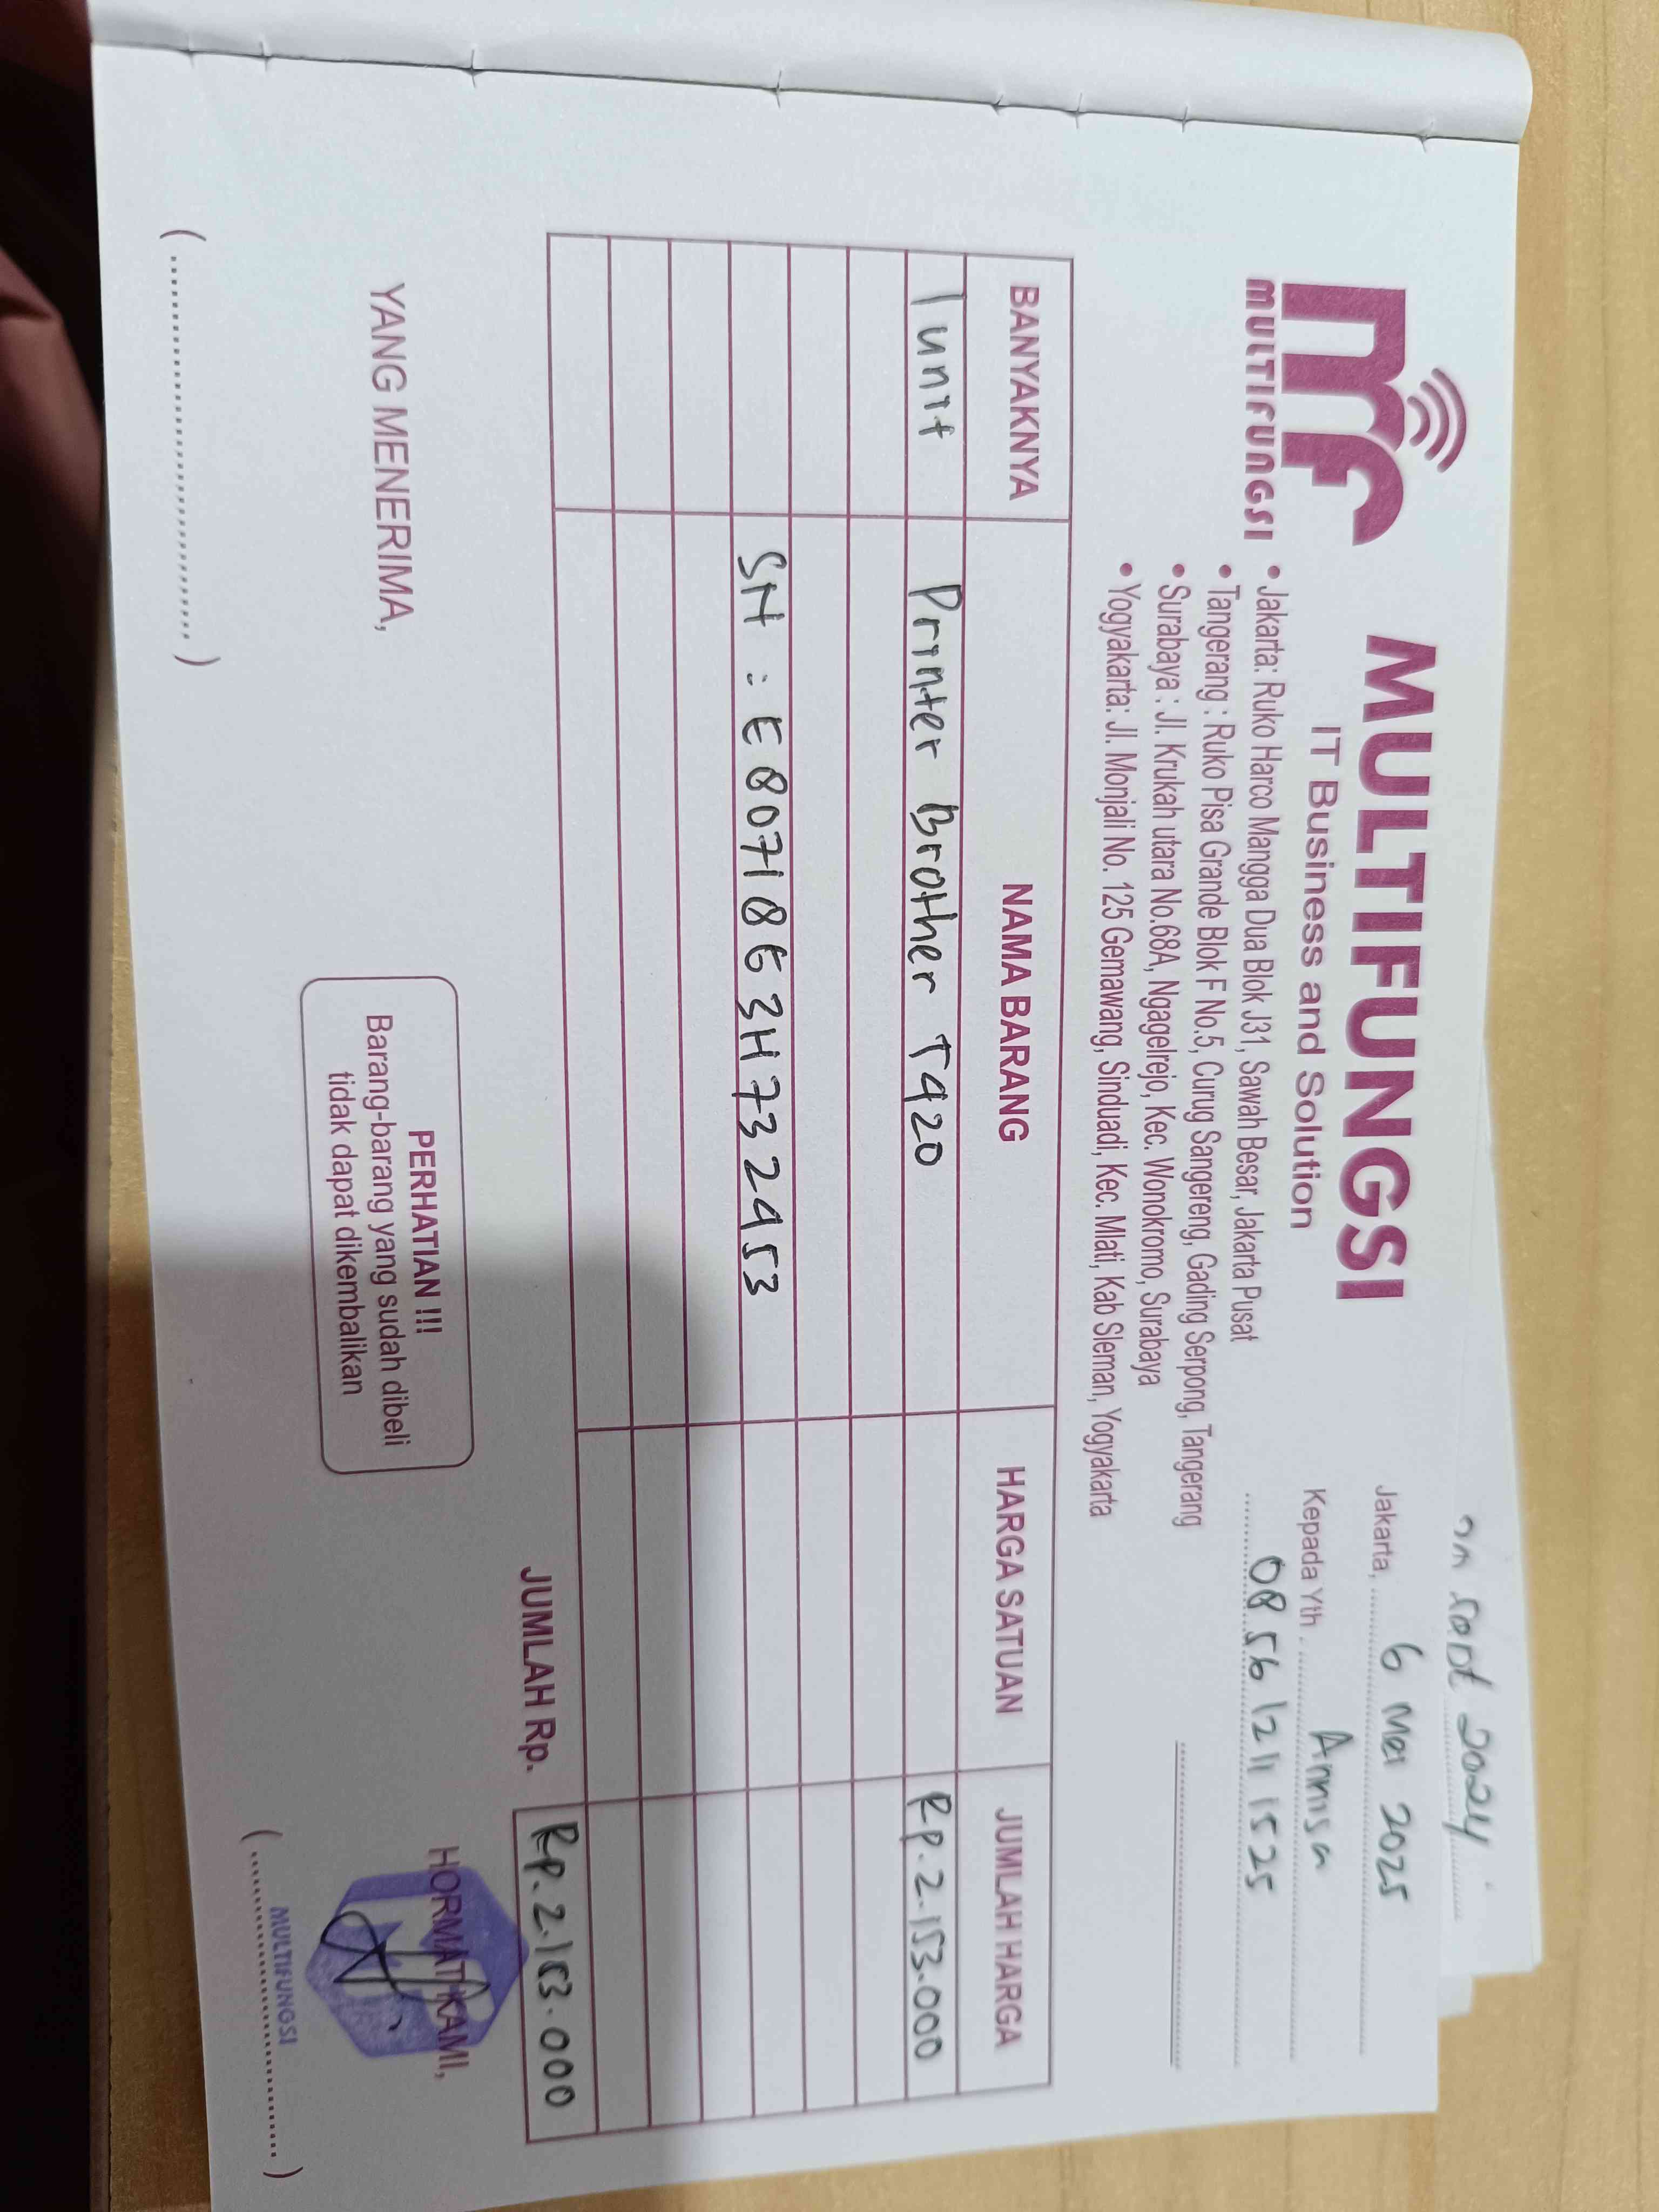 sept 2024
MULTIFUNGSI
MULTIFUNGSI
IT Business and Solution
• Jakarta: Ruko Harco Mangga Dua Blok J31, Sawah Besar, Jakarta Pusat
• Tangerang : Ruko Pisa Grande Blok F No.5, Curug Sangereng, Gading Serpong, Tangerang
• Surabaya : Jl. Krukah utara No.68A, Ngagelrejo, Kec. Wonokromo, Surabaya
• Yogyakarta: Jl. Monjali No. 125 Gemawang, Sinduadi, Kec. Mlati, Kab Sleman, Yogyakarta
Jakarta, 6 Mei 2025
Kepada Yth. Annisa
08 56 1211 1525
BANYAKNYA NAMA BARANG HARGA SATUAN JUMLAH HARGA
1 unit Printer Brother T420 Rp. 2.153.000
SN : E80718G3H732453
JUMLAH Rp. Rp. 2.153.000
YANG MENERIMA,
PERHATIAN !!!
Barang-barang yang sudah dibeli
tidak dapat dikembalikan
HORMAT KAMI,
MULTIFUNGSI